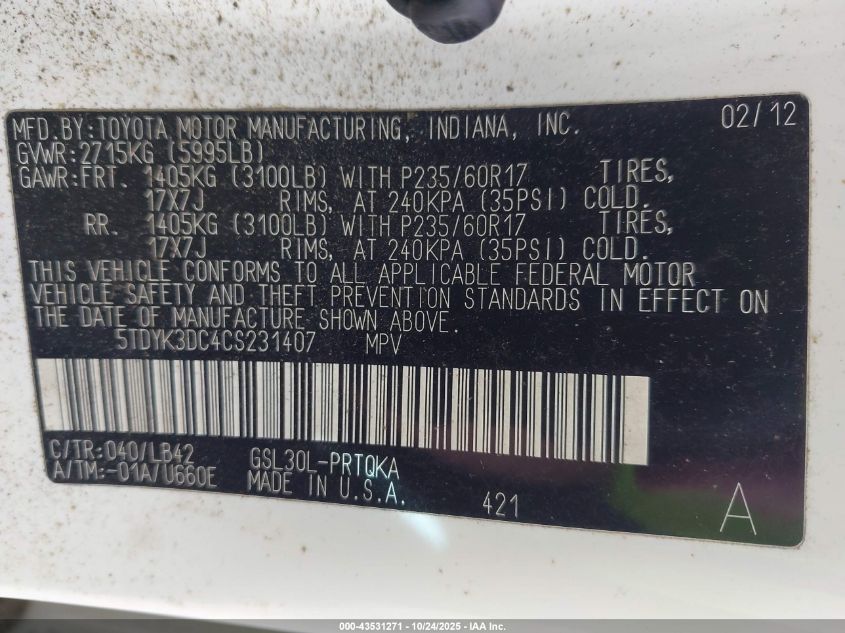 MFD.BY:TOYOTA MOTOR MANUFACTURING, INDIANA, INC. 02/12
GVWR:2715KG (5995LB)
GAWR:FRT. 1405KG (3100LB) WITH P235/60R17 TIRES,
17X7J RIMS, AT 240KPA (35PSI) COLD.
RR. 1405KG (3100LB) WITH P235/60R17 TIRES,
17X7J RIMS, AT 240KPA (35PSI) COLD.
THIS VEHICLE CONFORMS TO ALL APPLICABLE FEDERAL MOTOR
VEHICLE SAFETY AND THEFT PREVENTION STANDARDS IN EFFECT ON
THE DATE OF MANUFACTURE SHOWN ABOVE.
5TDYK3DC4CS231407 MPV
C/TR:040/LB42 GSL30L-PRTQKA
A/TM:-01A/U660E MADE IN U.S.A.
421 A
000-43531271 - 10/24/2025 - IAA Inc.